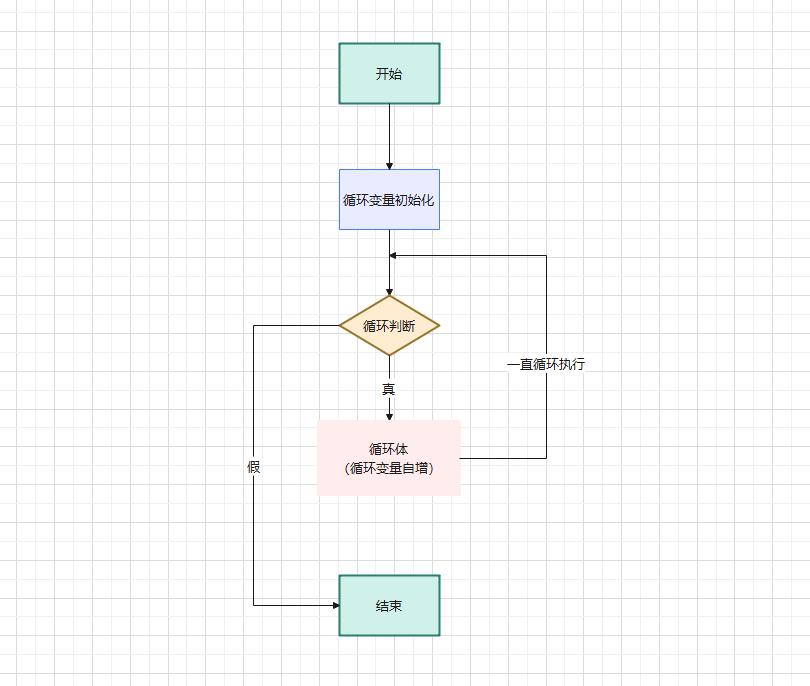 开始
循环变量初始化
循环判断
一直循环执行
真
循环体
（循环变量自增）
假
结束